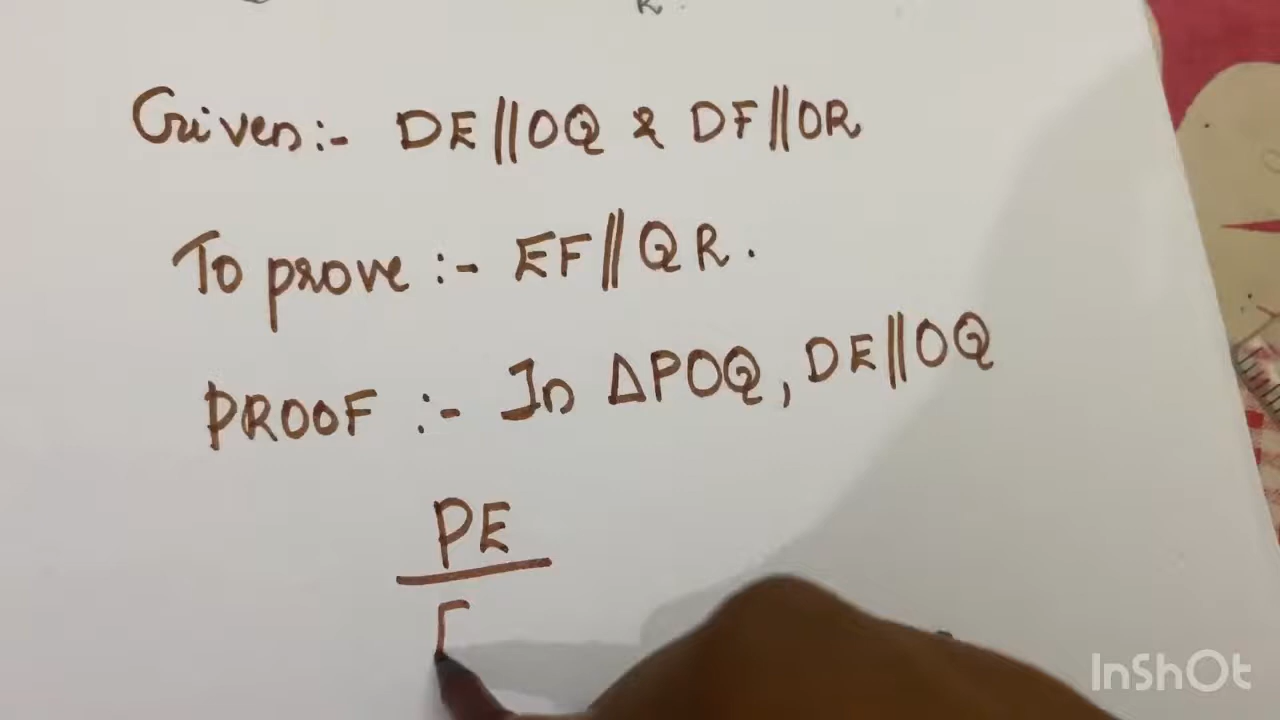 R.
Given:- DE||OQ & DF||OR
To prove :- EF||QR.
PROOF :- In ΔPOQ, DE||OQ
PE
InShOt